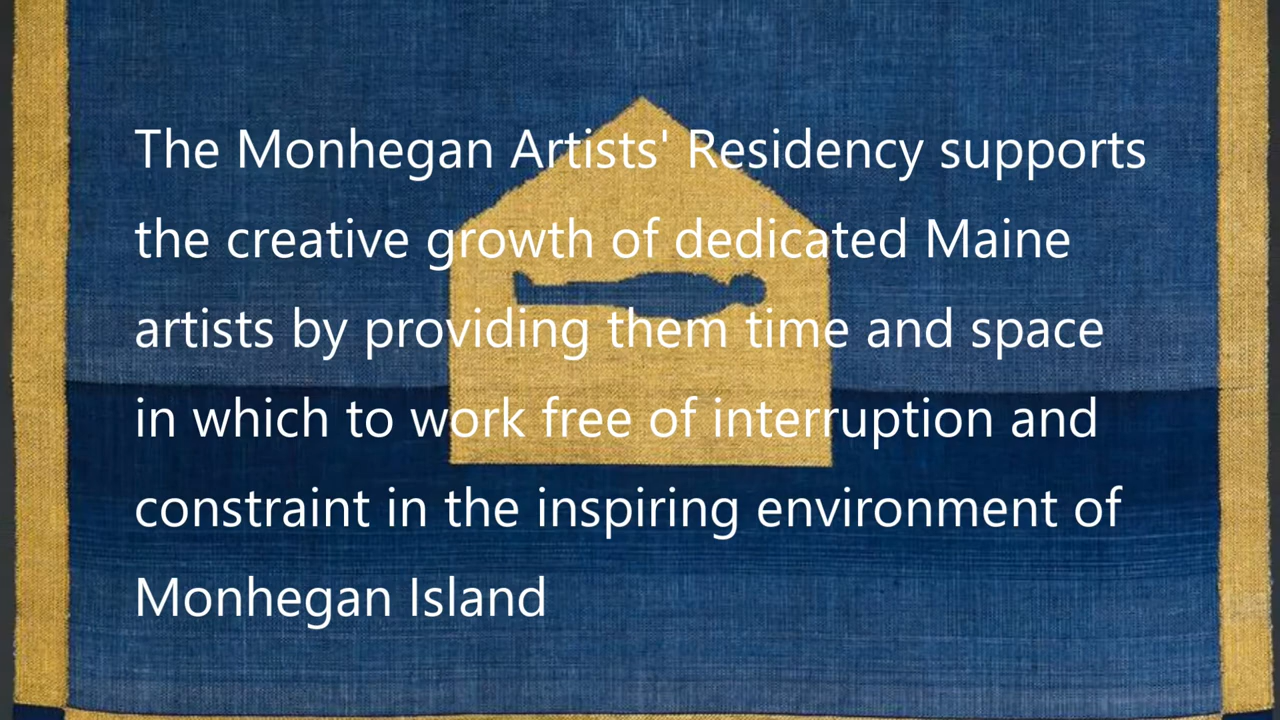 The Monhegan Artists' Residency supports
the creative growth of dedicated Maine
artists by providing them time and space
in which to work free of interruption and
constraint in the inspiring environment of
Monhegan Island